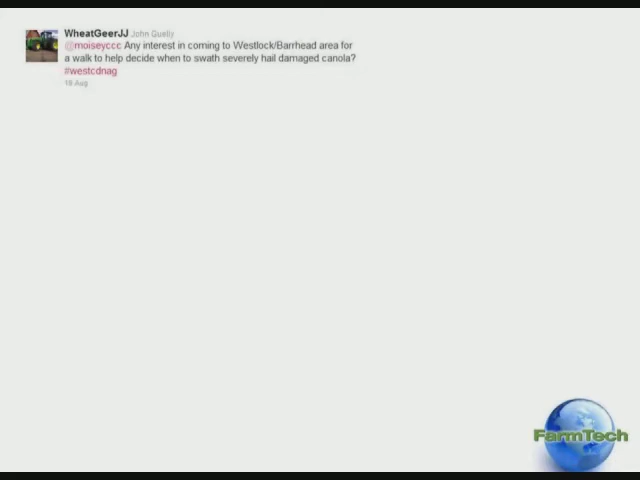 WheatGeerJJ John Quelly
@moiseyccc Any interest in coming to Westlock/Barrhead area for
a walk to help decide when to swath severely hail damaged canola?
#westcdnag
18 Aug
FarmTech